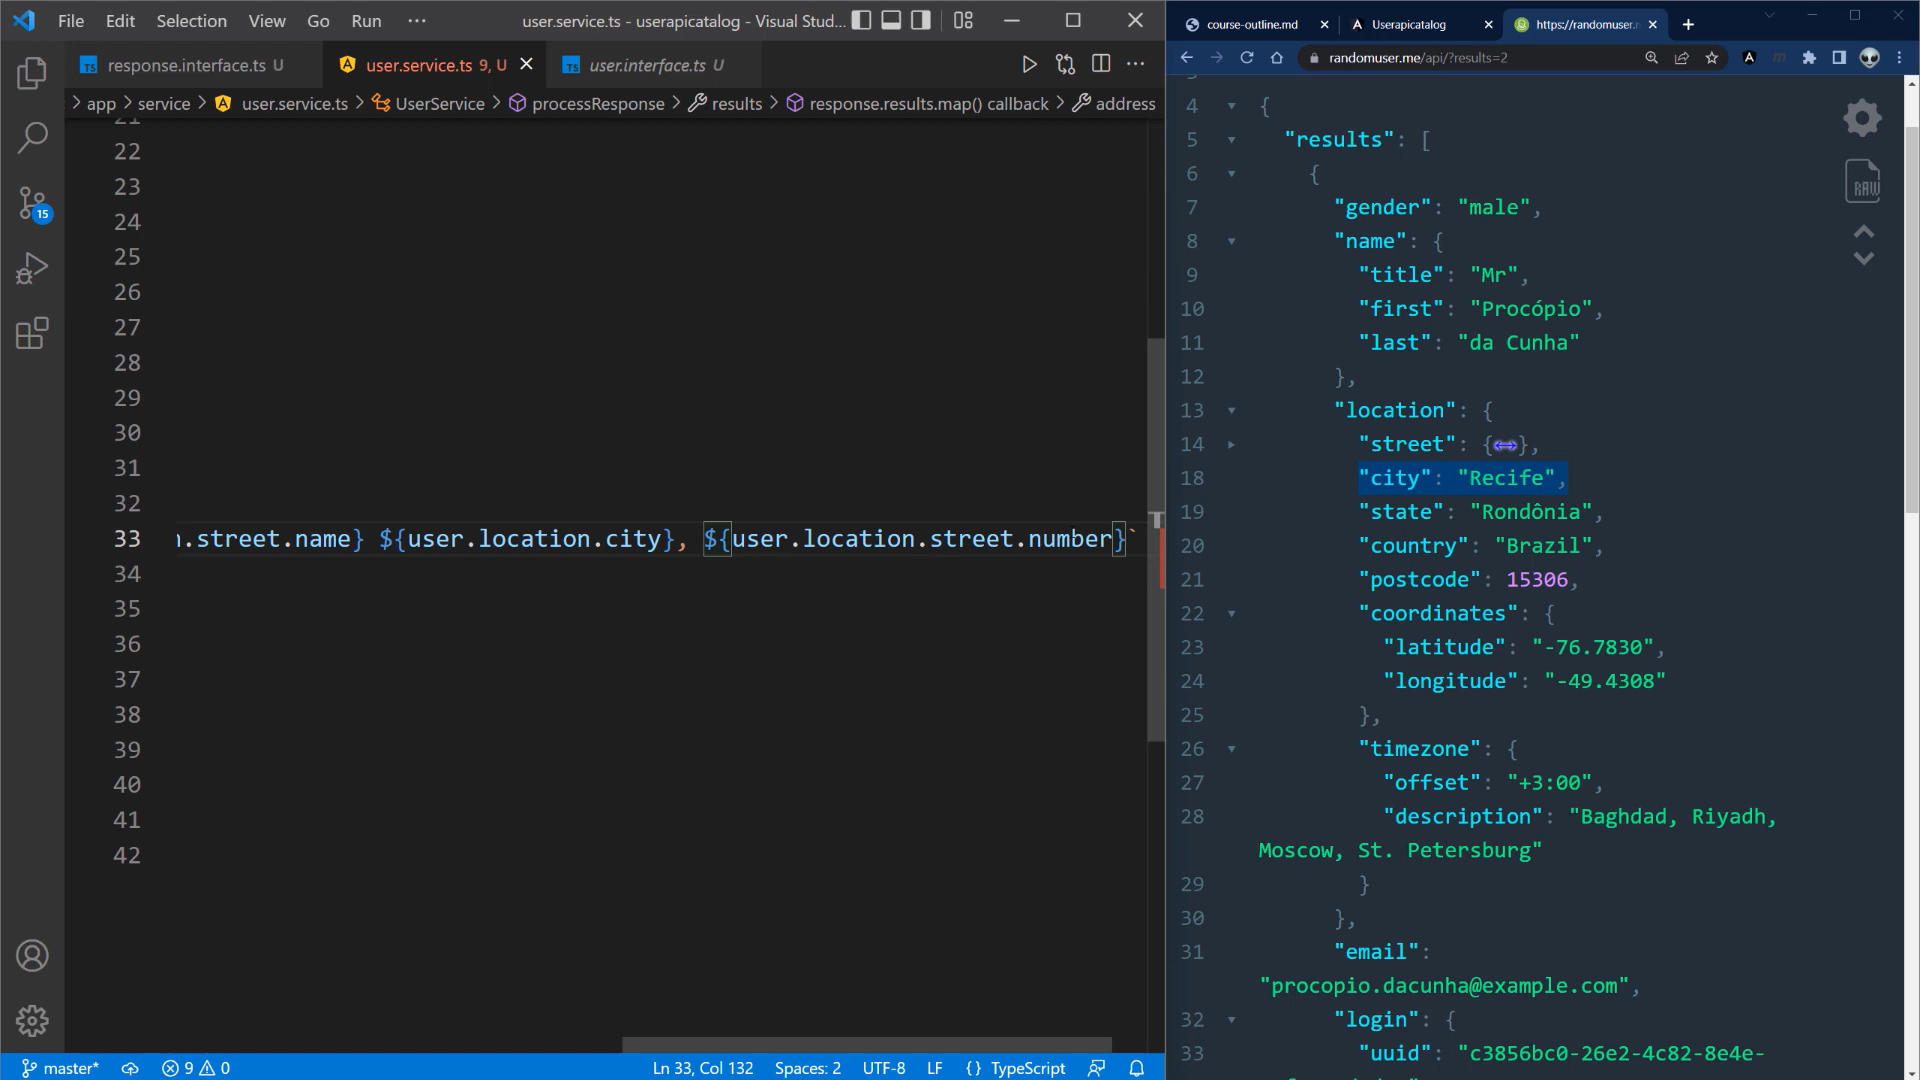 File Edit Selection View Go Run ··· user.service.ts - userapicatalog - Visual Stud...
response.interface.ts U user.service.ts 9, U user.interface.ts U
app > service > user.service.ts > UserService > processResponse > results > response.results.map() callback > address
22
23
24
25
26
27
28
29
30
31
32
33 .street.name} ${user.location.city}, ${user.location.street.number}`
34
35
36
37
38
39
40
41
42
15
master* 9 0 Ln 33, Col 132 Spaces: 2 UTF-8 LF {} TypeScript
course-outline.md Userapicatalog https://randomuser.
randomuser.me/api/?results=2
4 {
5 "results": [
6 {
7 "gender": "male",
8 "name": {
9 "title": "Mr",
10 "first": "Procópio",
11 "last": "da Cunha"
12 },
13 "location": {
14 "street": {↔},
18 "city": "Recife",
19 "state": "Rondônia",
20 "country": "Brazil",
21 "postcode": 15306,
22 "coordinates": {
23 "latitude": "-76.7830",
24 "longitude": "-49.4308"
25 },
26 "timezone": {
27 "offset": "+3:00",
28 "description": "Baghdad, Riyadh,
Moscow, St. Petersburg"
29 }
30 },
31 "email":
"procopio.dacunha@example.com",
32 "login": {
33 "uuid": "c3856bc0-26e2-4c82-8e4e-
RAW